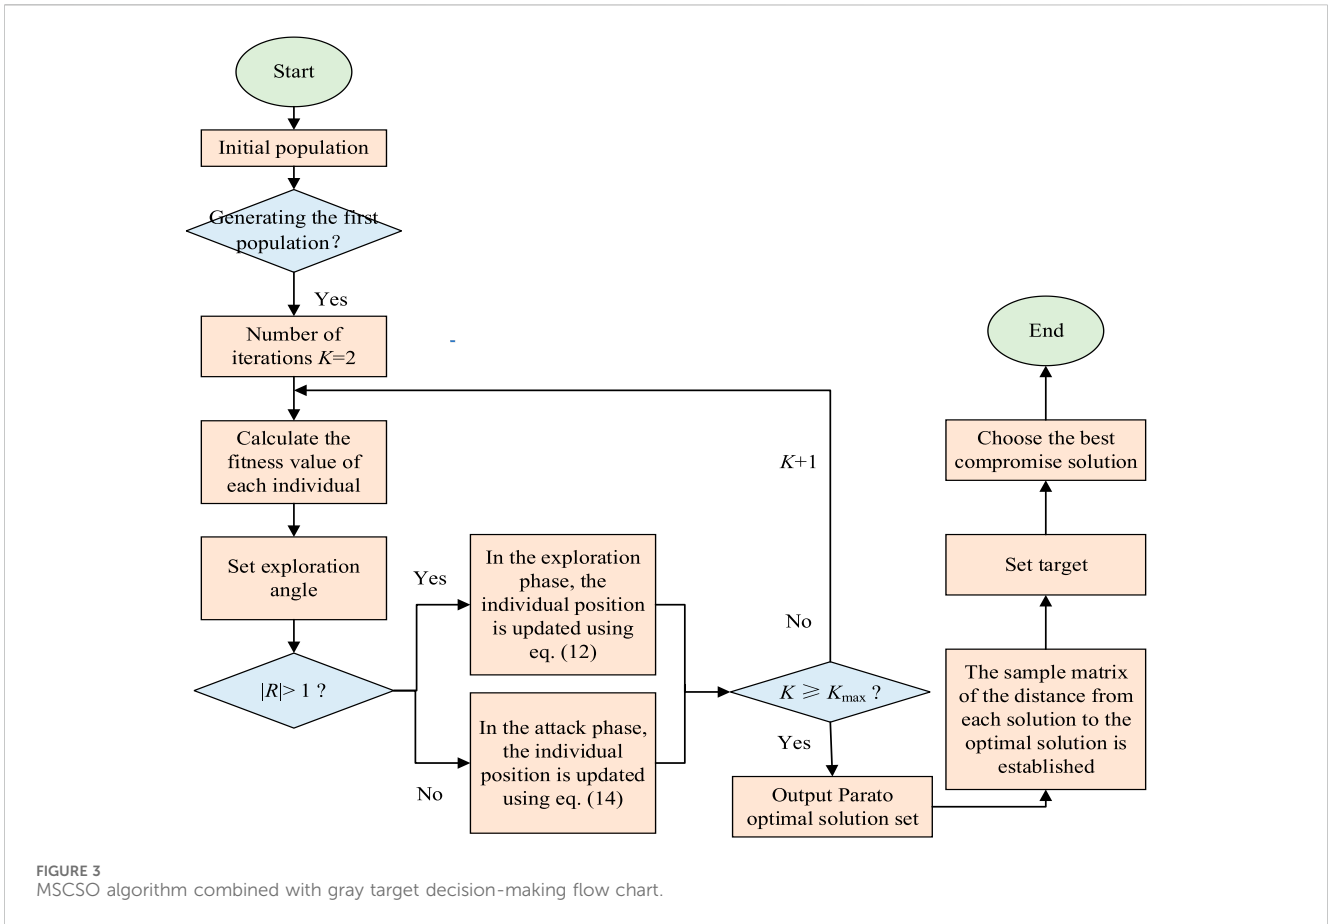 Start
Initial population
Generating the first
population?
Yes
Number of
iterations K=2
Calculate the
fitness value of
each individual
Set exploration
angle
|R|> 1 ?
Yes
In the exploration
phase, the
individual position
is updated using
eq. (12)
No
In the attack phase,
the individual
position is updated
using eq. (14)
K ⩾ Kmax ?
No
K+1
Yes
Output Parato
optimal solution set
The sample matrix
of the distance from
each solution to the
optimal solution is
established
Set target
Choose the best
compromise solution
End
FIGURE 3
MSCSO algorithm combined with gray target decision-making flow chart.